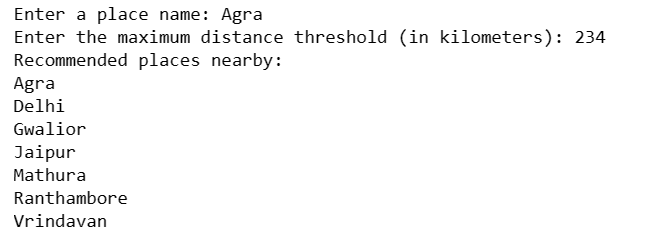 Enter a place name: Agra
Enter the maximum distance threshold (in kilometers): 234
Recommended places nearby:
Agra
Delhi
Gwalior
Jaipur
Mathura
Ranthambore
Vrindavan